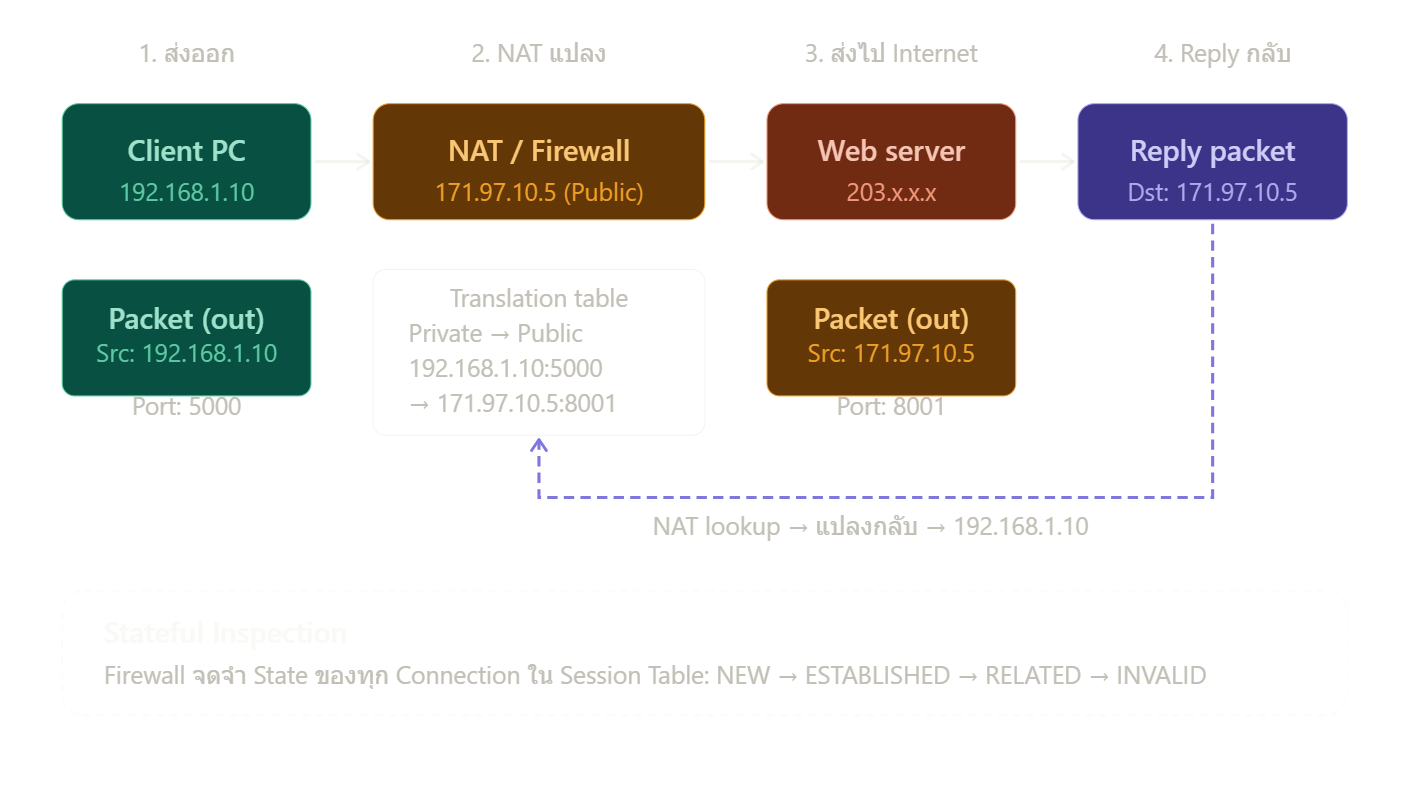 1. ส่งออก
2. NAT แปลง
3. ส่งไป Internet
4. Reply กลับ
Client PC
192.168.1.10
NAT / Firewall
171.97.10.5 (Public)
Web server
203.x.x.x
Reply packet
Dst: 171.97.10.5
Packet (out)
Src: 192.168.1.10
Port: 5000
Translation table
Private → Public
192.168.1.10:5000
→ 171.97.10.5:8001
Packet (out)
Src: 171.97.10.5
Port: 8001
NAT lookup → แปลงกลับ → 192.168.1.10
Stateful Inspection
Firewall จดจำ State ของทุก Connection ใน Session Table: NEW → ESTABLISHED → RELATED → INVALID